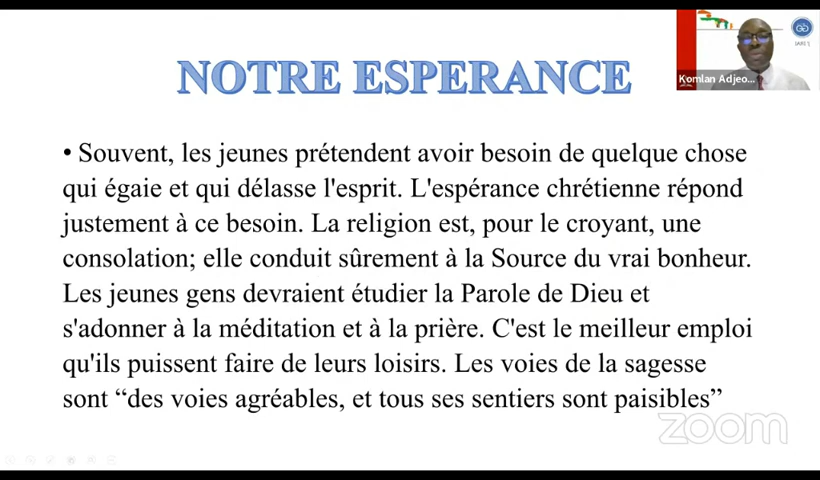 NOTRE ESPERANCE
Komlan Adjeo...
IARSJ
• Souvent, les jeunes prétendent avoir besoin de quelque chose
qui égaie et qui délasse l'esprit. L'espérance chrétienne répond
justement à ce besoin. La religion est, pour le croyant, une
consolation; elle conduit sûrement à la Source du vrai bonheur.
Les jeunes gens devraient étudier la Parole de Dieu et
s'adonner à la méditation et à la prière. C'est le meilleur emploi
qu'ils puissent faire de leurs loisirs. Les voies de la sagesse
sont “des voies agréables, et tous ses sentiers sont paisibles”
zoom